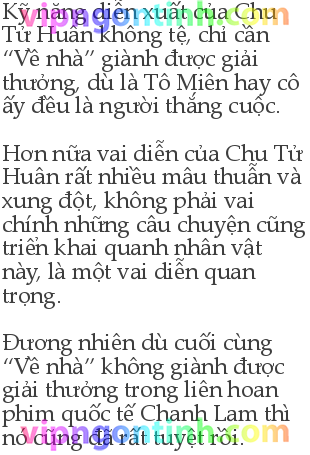 Kỹ năng diễn xuất của Chu
Tử Huân không tệ, chỉ cần
“Về nhà” giành được giải
thưởng, dù là Tô Miên hay cô
ấy đều là người thắng cuộc.
Hơn nữa vai diễn của Chu Tử
Huân rất nhiều mâu thuẫn và
xung đột, không phải vai
chính những câu chuyện cũng
triển khai quanh nhân vật
này, là một vai diễn quan
trọng.
Đương nhiên dù cuối cùng
“Về nhà” không giành được
giải thưởng trong liên hoan
phim quốc tế Chanh Lam thì
nó cũng đã rất tuyệt rồi.
vipngontinh.com
vipngontinh.com